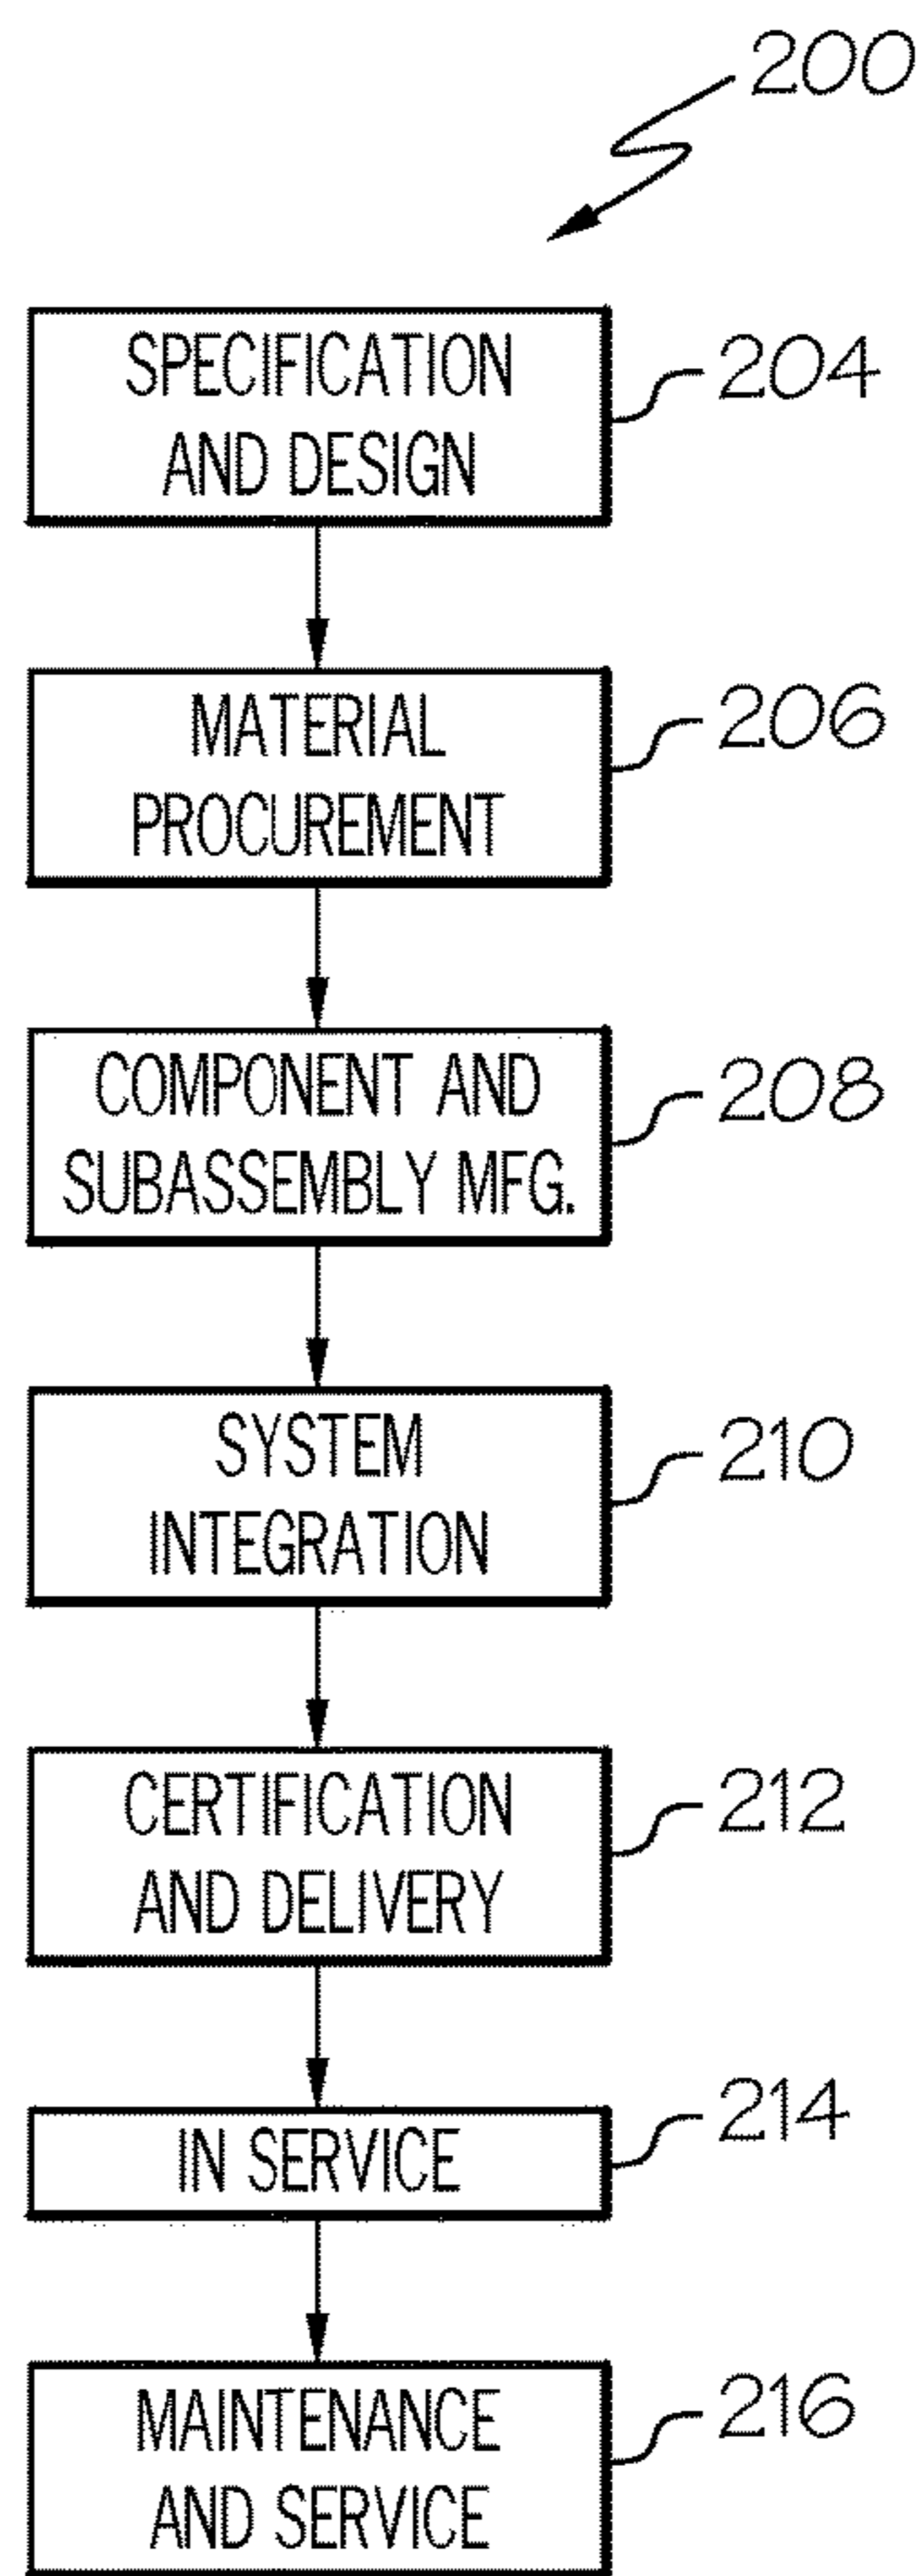 200
SPECIFICATION
AND DESIGN
204
MATERIAL
PROCUREMENT
206
COMPONENT AND
SUBASSEMBLY MFG.
208
SYSTEM
INTEGRATION
210
CERTIFICATION
AND DELIVERY
212
IN SERVICE
214
MAINTENANCE
AND SERVICE
216